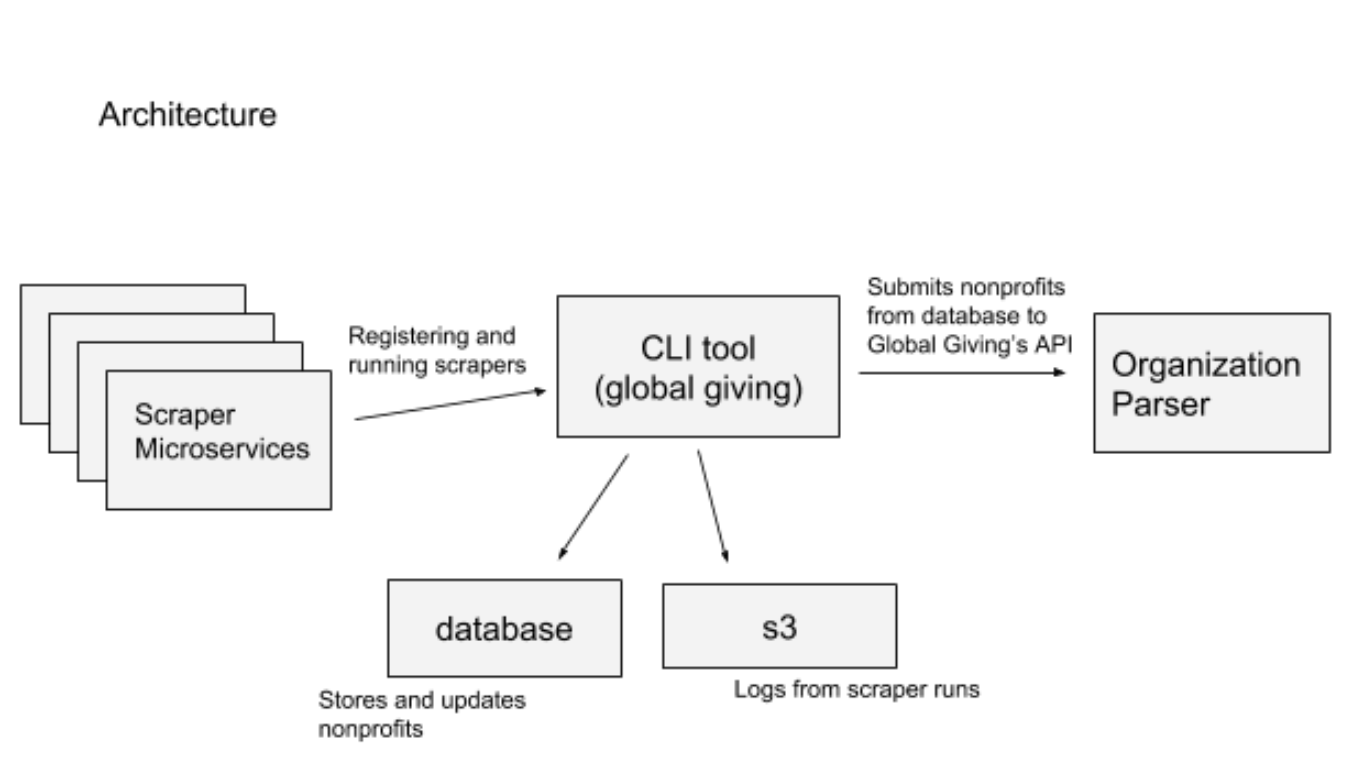 Architecture
Scraper
Microservices
Registering and
running scrapers
CLI tool
(global giving)
Submits nonprofits
from database to
Global Giving's API
Organization
Parser
database
Stores and updates
nonprofits
s3
Logs from scraper runs